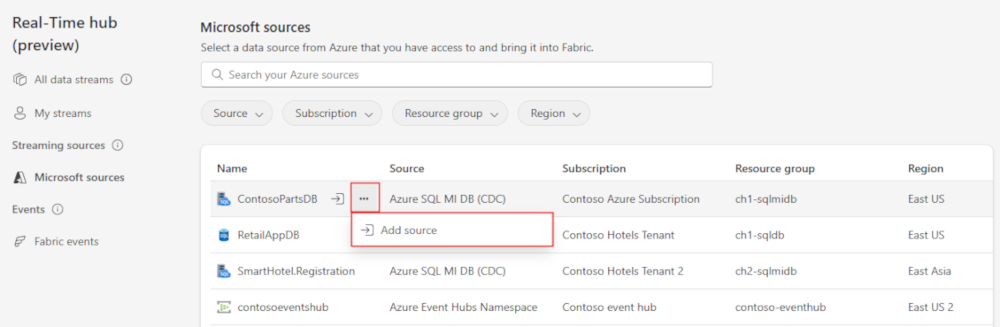 Real-Time hub
(preview)
All data streams
My streams
Streaming sources
Microsoft sources
Events
Fabric events
Microsoft sources
Select a data source from Azure that you have access to and bring it into Fabric.
Search your Azure sources
Source Subscription Resource group Region
Name Source Subscription Resource group Region
ContosoPartsDB ... Azure SQL MI DB (CDC) Contoso Azure Subscription ch1-sqlmidb East US
Add source
RetailAppDB Contoso Hotels Tenant ch1-sqldb East US
SmartHotel.Registration Azure SQL MI DB (CDC) Contoso Hotels Tenant 2 ch2-sqlmidb East Asia
contosoeventshub Azure Event Hubs Namespace Contoso event hub contoso-eventhub East US 2